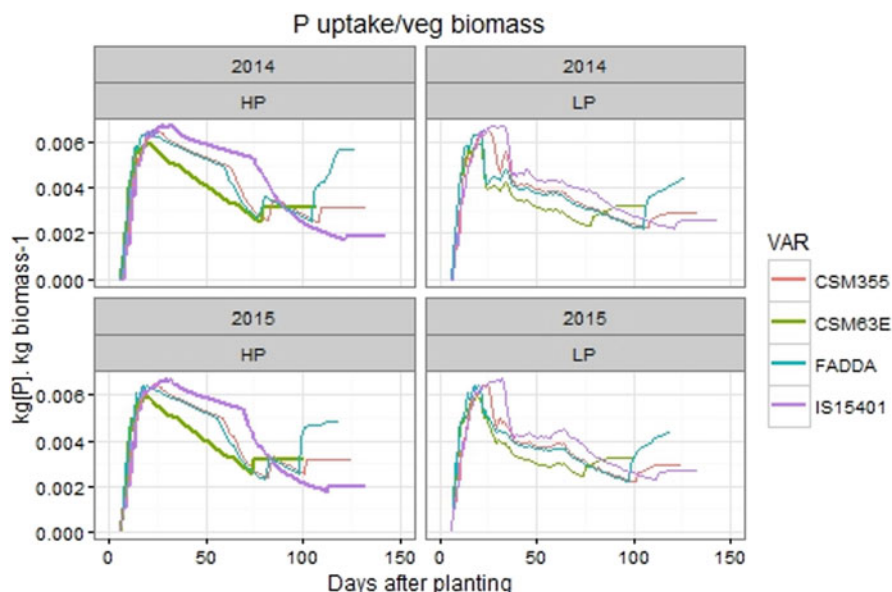 P uptake/veg biomass
2014
2014
HP
LP
0.006
0.004
0.002
0.000
2015
2015
HP
LP
0.006
0.004
0.002
0.000
kg[P]. kg biomass-1
0
50
100
150
0
50
100
150
Days after planting
VAR
CSM355
CSM63E
FADDA
IS15401